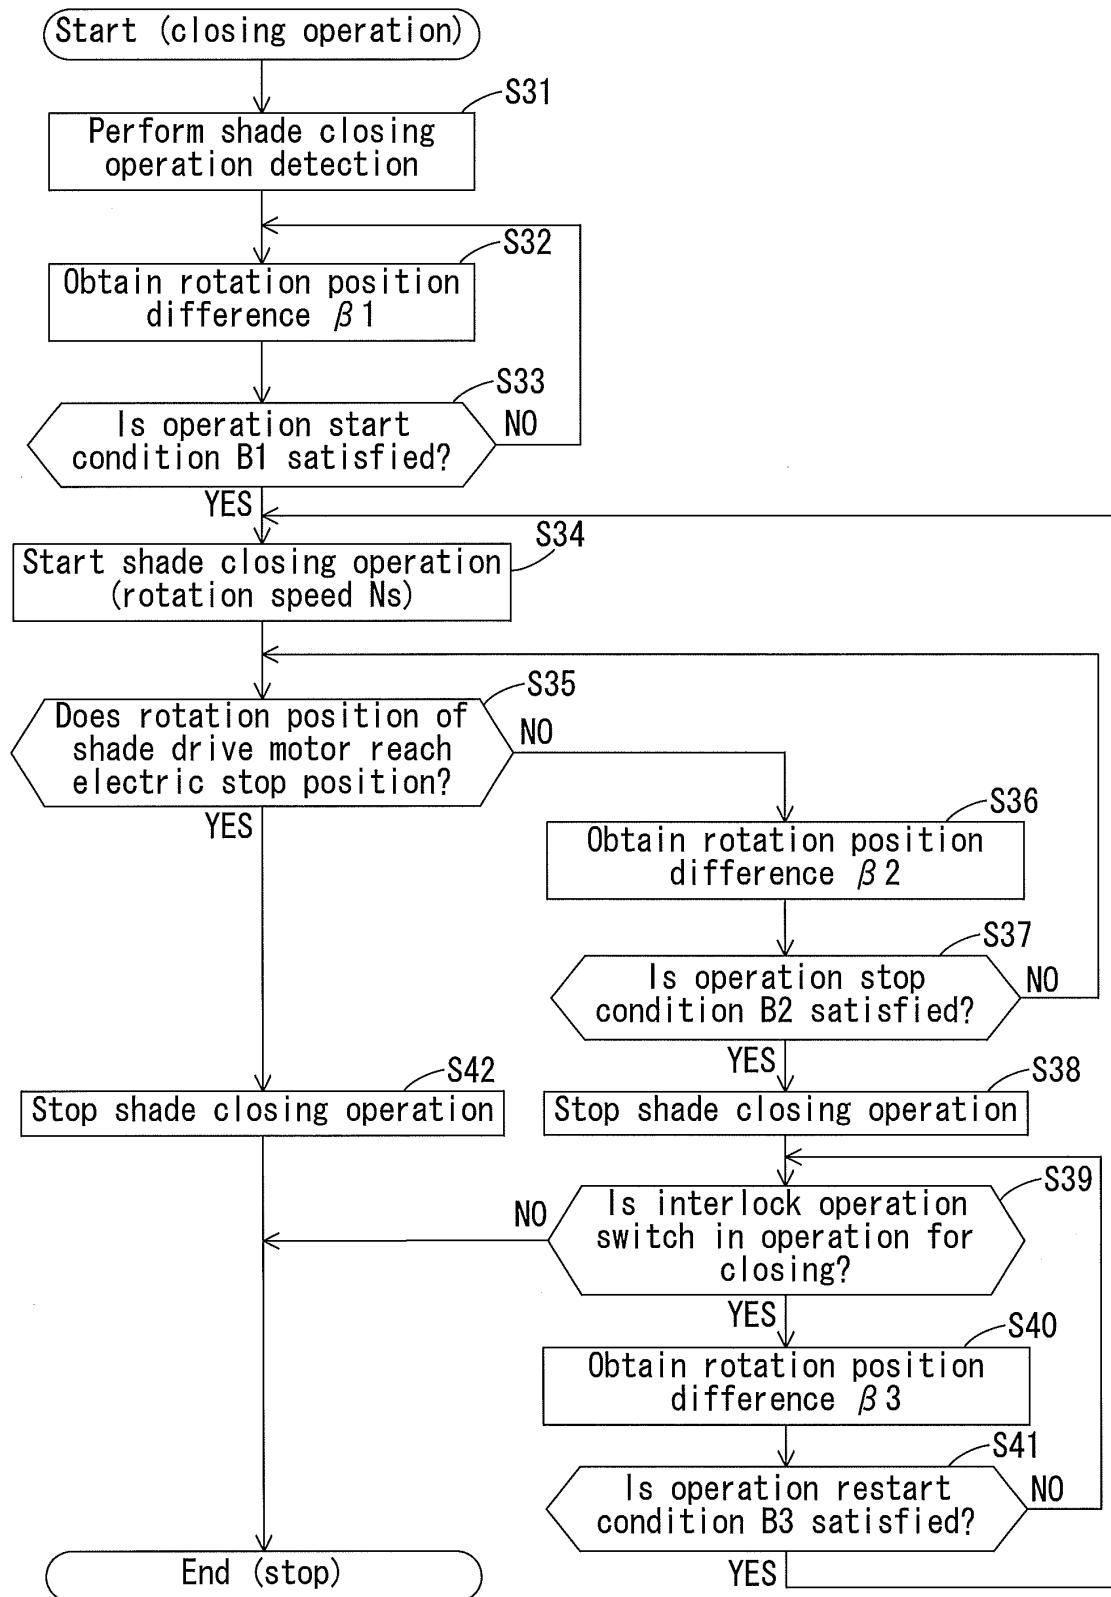 Start (closing operation)
S31
Perform shade closing
operation detection
S32
Obtain rotation position
difference β1
S33
Is operation start
condition B1 satisfied?
NO
YES
S34
Start shade closing operation
(rotation speed Ns)
S35
Does rotation position of
shade drive motor reach
electric stop position?
NO
YES
S36
Obtain rotation position
difference β2
S37
Is operation stop
condition B2 satisfied?
NO
YES
S42
Stop shade closing operation
S38
Stop shade closing operation
S39
Is interlock operation
switch in operation for
closing?
NO
YES
S40
Obtain rotation position
difference β3
S41
Is operation restart
condition B3 satisfied?
NO
YES
End (stop)